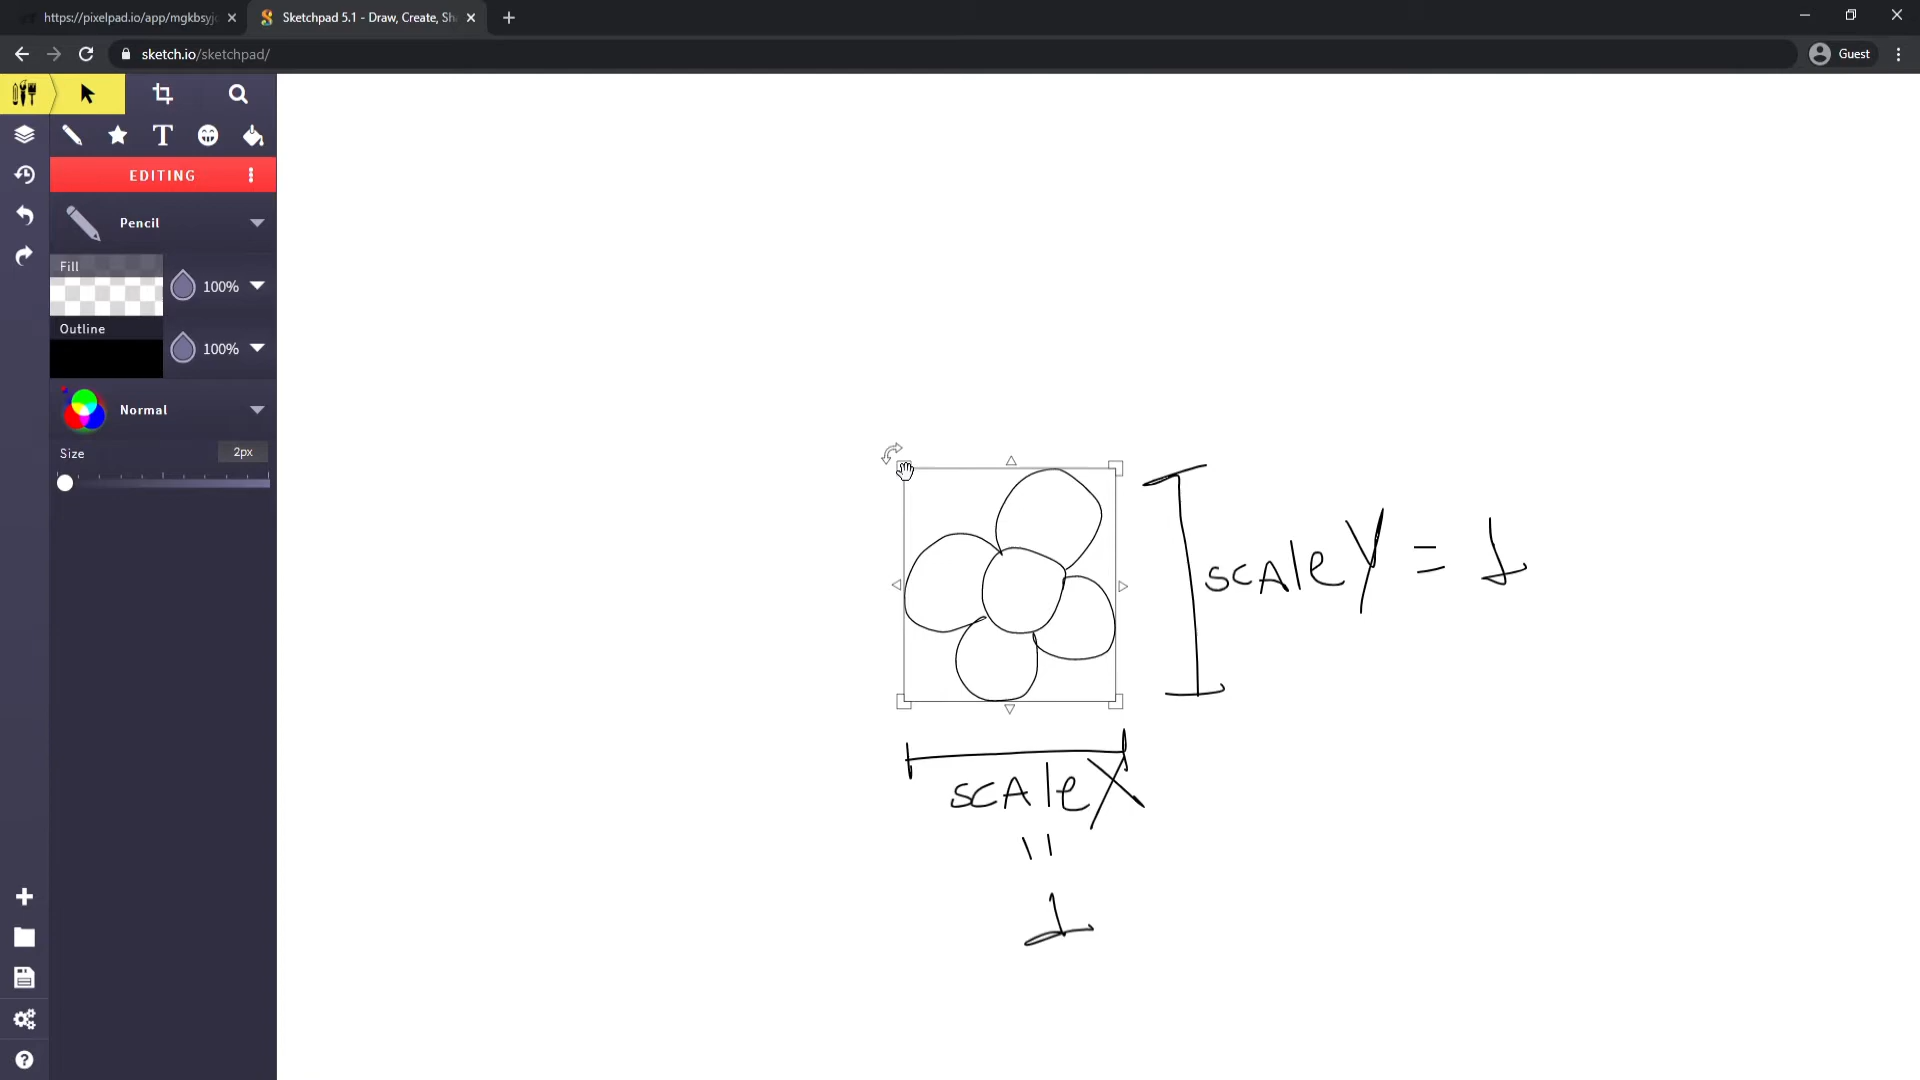 https://pixelpad.io/app/mgkbsyj
Sketchpad 5.1 - Draw, Create, Sh
sketch.io/sketchpad/
Guest
T
EDITING
Pencil
Fill
100%
Outline
100%
Normal
Size
2px
scAleY = 1
scAleX
=
1